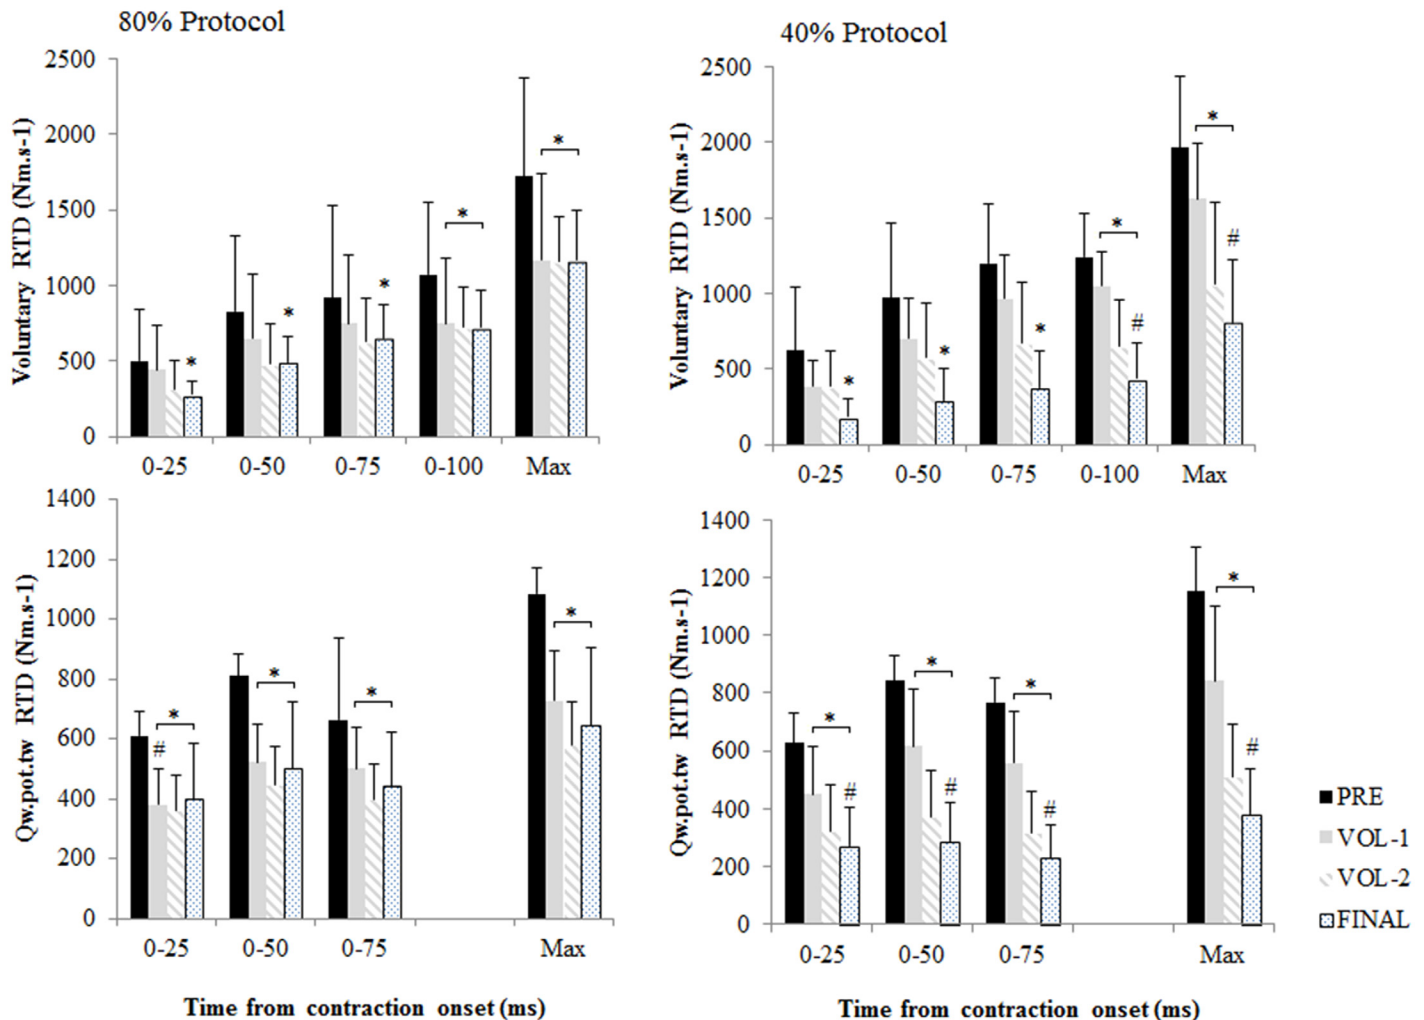 80% Protocol
Voluntary RTD (Nm.s-1)
2500
2000
1500
1000
500
0
* * * * *
0-25 0-50 0-75 0-100 Max
40% Protocol
Voluntary RTD (Nm.s-1)
2500
2000
1500
1000
500
0
* * * * # * #
0-25 0-50 0-75 0-100 Max
Qw.pot.tw RTD (Nm.s-1)
1400
1200
1000
800
600
400
200
0
# * * * *
0-25 0-50 0-75 Max
Time from contraction onset (ms)
Qw.pot.tw RTD (Nm.s-1)
1400
1200
1000
800
600
400
200
0
* # * # * # * #
0-25 0-50 0-75 Max
Time from contraction onset (ms)
PRE
VOL-1
VOL-2
FINAL